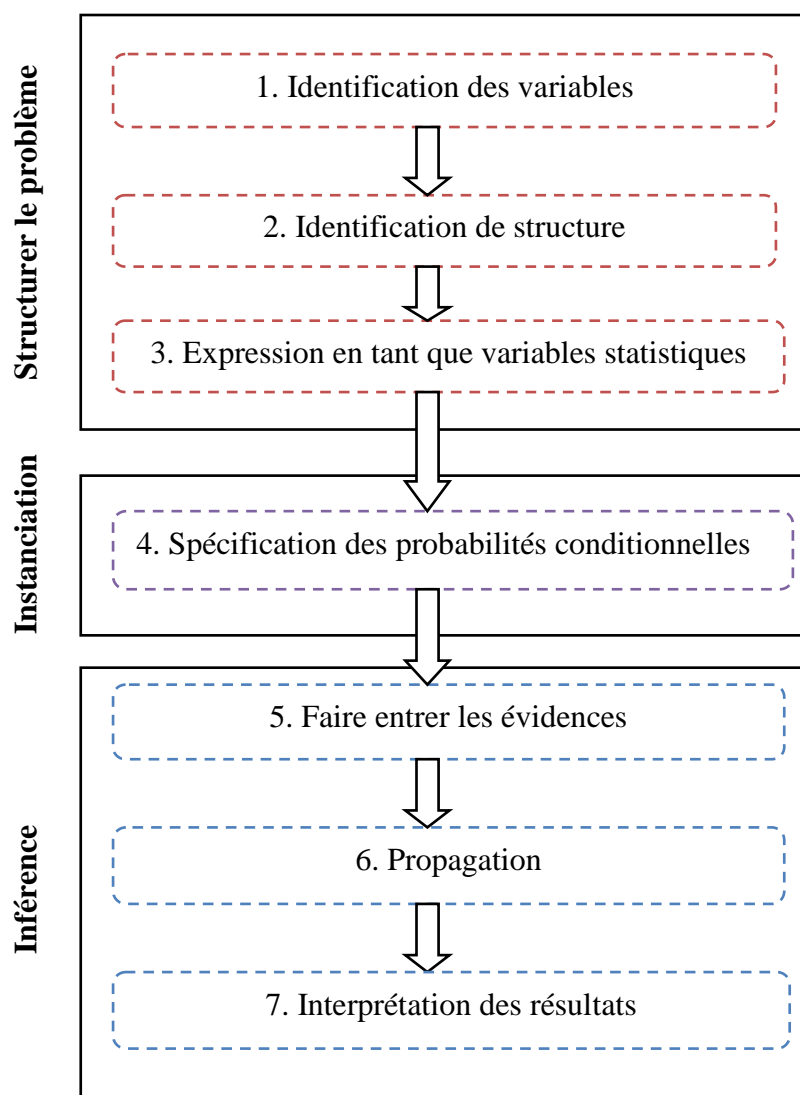 Structurer le problème
1. Identification des variables
2. Identification de structure
3. Expression en tant que variables statistiques
Instanciation
4. Spécification des probabilités conditionnelles
Inférence
5. Faire entrer les évidences
6. Propagation
7. Interprétation des résultats